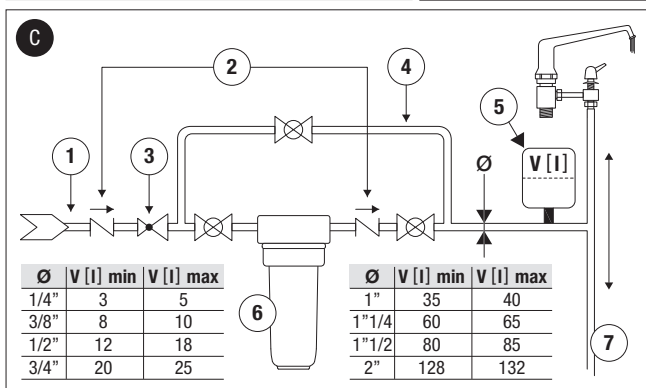 C
2
4
5
1
3
Ø
V [l]
Ø V [l] min V [l] max
1/4” 3 5
3/8” 8 10
1/2” 12 18
3/4” 20 25
6
Ø V [l] min V [l] max
1” 35 40
1”1/4 60 65
1”1/2 80 85
2” 128 132
7